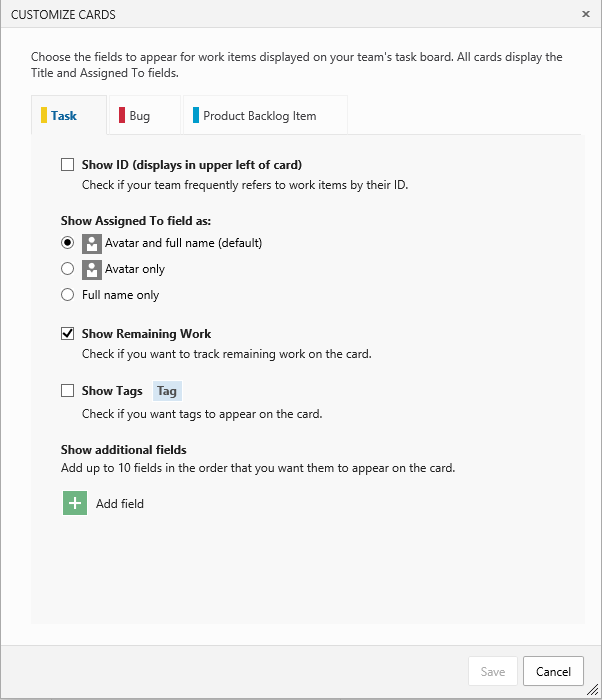 CUSTOMIZE CARDS
Choose the fields to appear for work items displayed on your team's task board. All cards display the
Title and Assigned To fields.
Task Bug Product Backlog Item
Show ID (displays in upper left of card)
Check if your team frequently refers to work items by their ID.
Show Assigned To field as:
Avatar and full name (default)
Avatar only
Full name only
Show Remaining Work
Check if you want to track remaining work on the card.
Show Tags Tag
Check if you want tags to appear on the card.
Show additional fields
Add up to 10 fields in the order that you want them to appear on the card.
Add field
Save Cancel